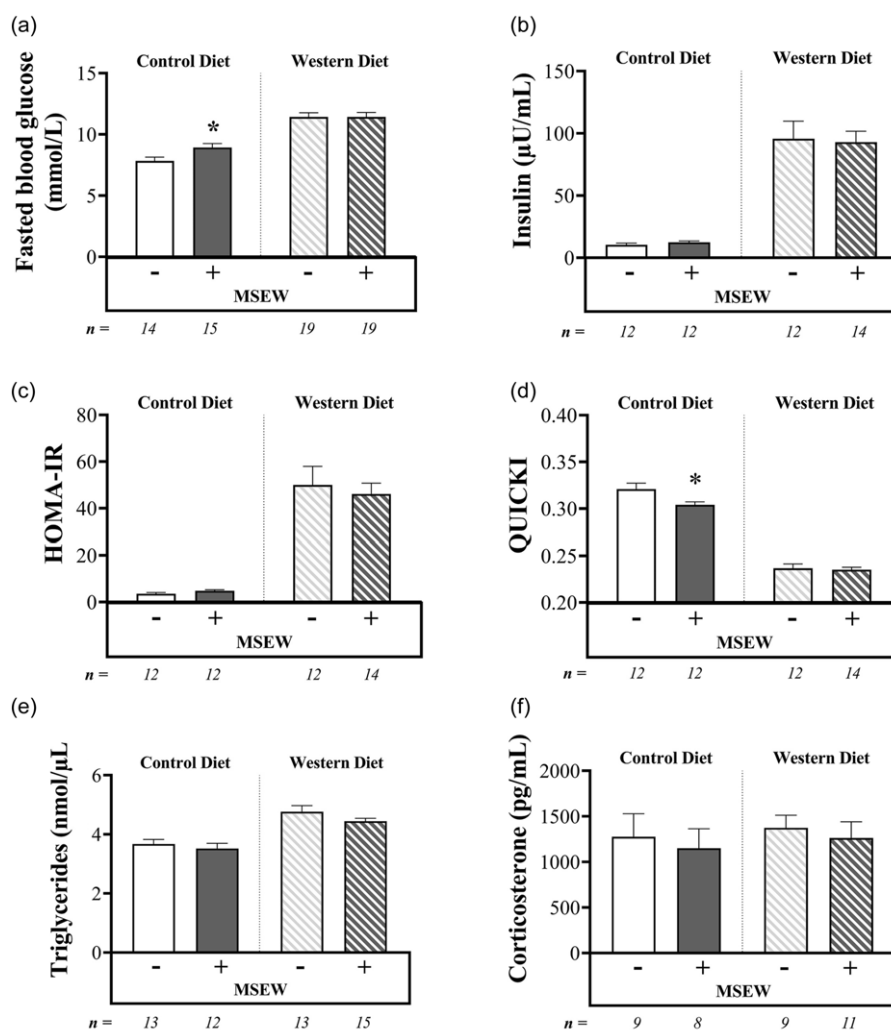 (a)
Control Diet Western Diet
Fasted blood glucose
(mmol/L)
15
10
5
0
*
- + - +
MSEW
n = 14 15 19 19
(b)
Control Diet Western Diet
Insulin (µU/mL)
150
100
50
0
- + - +
MSEW
n = 12 12 12 14
(c)
Control Diet Western Diet
HOMA-IR
80
60
40
20
0
- + - +
MSEW
n = 12 12 12 14
(d)
Control Diet Western Diet
QUICKI
0.40
0.35
0.30
0.25
0.20
*
- + - +
MSEW
n = 12 12 12 14
(e)
Control Diet Western Diet
Triglycerides (nmol/µL)
6
4
2
0
- + - +
MSEW
n = 13 12 13 15
(f)
Control Diet Western Diet
Corticosterone (pg/mL)
2000
1500
1000
500
0
- + - +
MSEW
n = 9 8 9 11